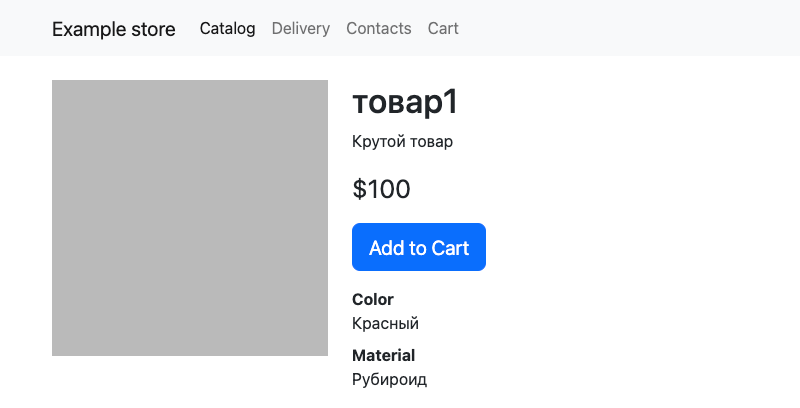 Example store Catalog Delivery Contacts Cart
товар1
Крутой товар
$100
Add to Cart
Color
Красный
Material
Рубироид